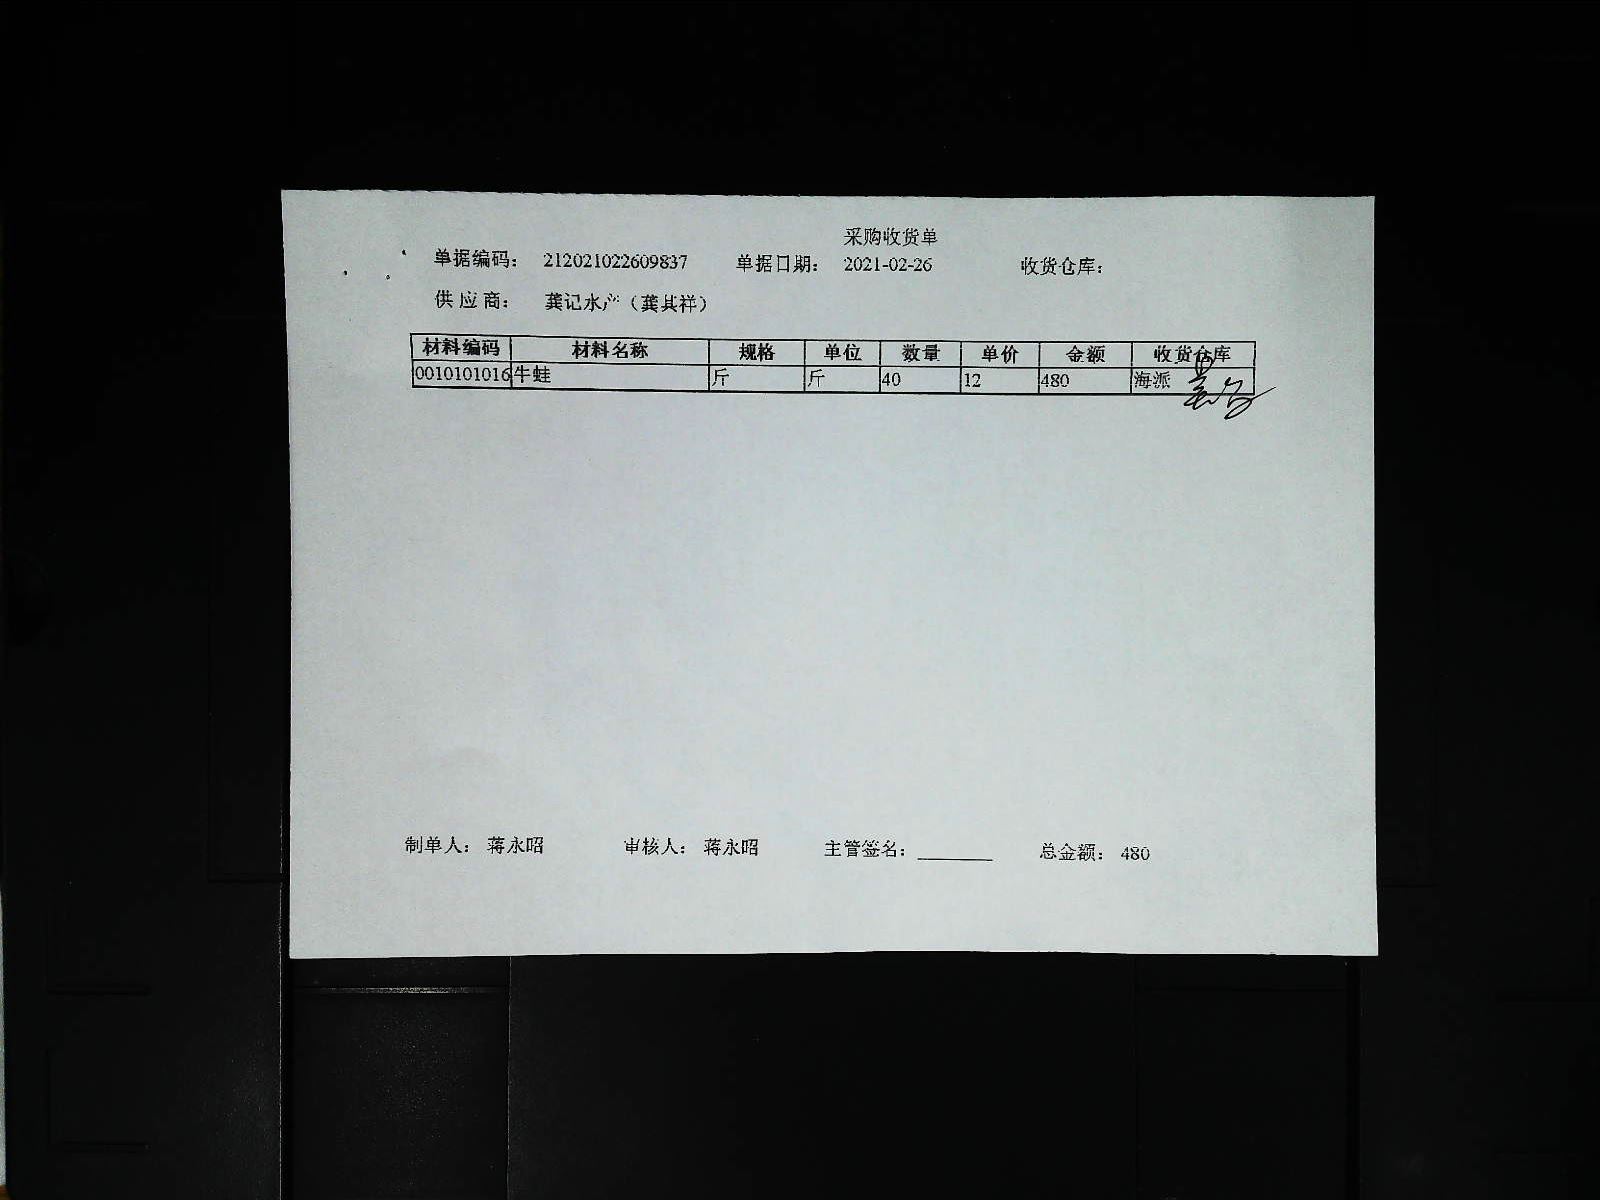 采购收货单
单据编码： 212021022609837 单据日期： 2021-02-26 收货仓库：
供应商： 龚记水产（龚其祥）
材料编码 材料名称 规格 单位 数量 单价 金额 收货仓库
0010101016 牛蛙 斤 斤 40 12 480 海派
制单人： 蒋永昭 审核人： 蒋永昭 主管签名：________ 总金额： 480